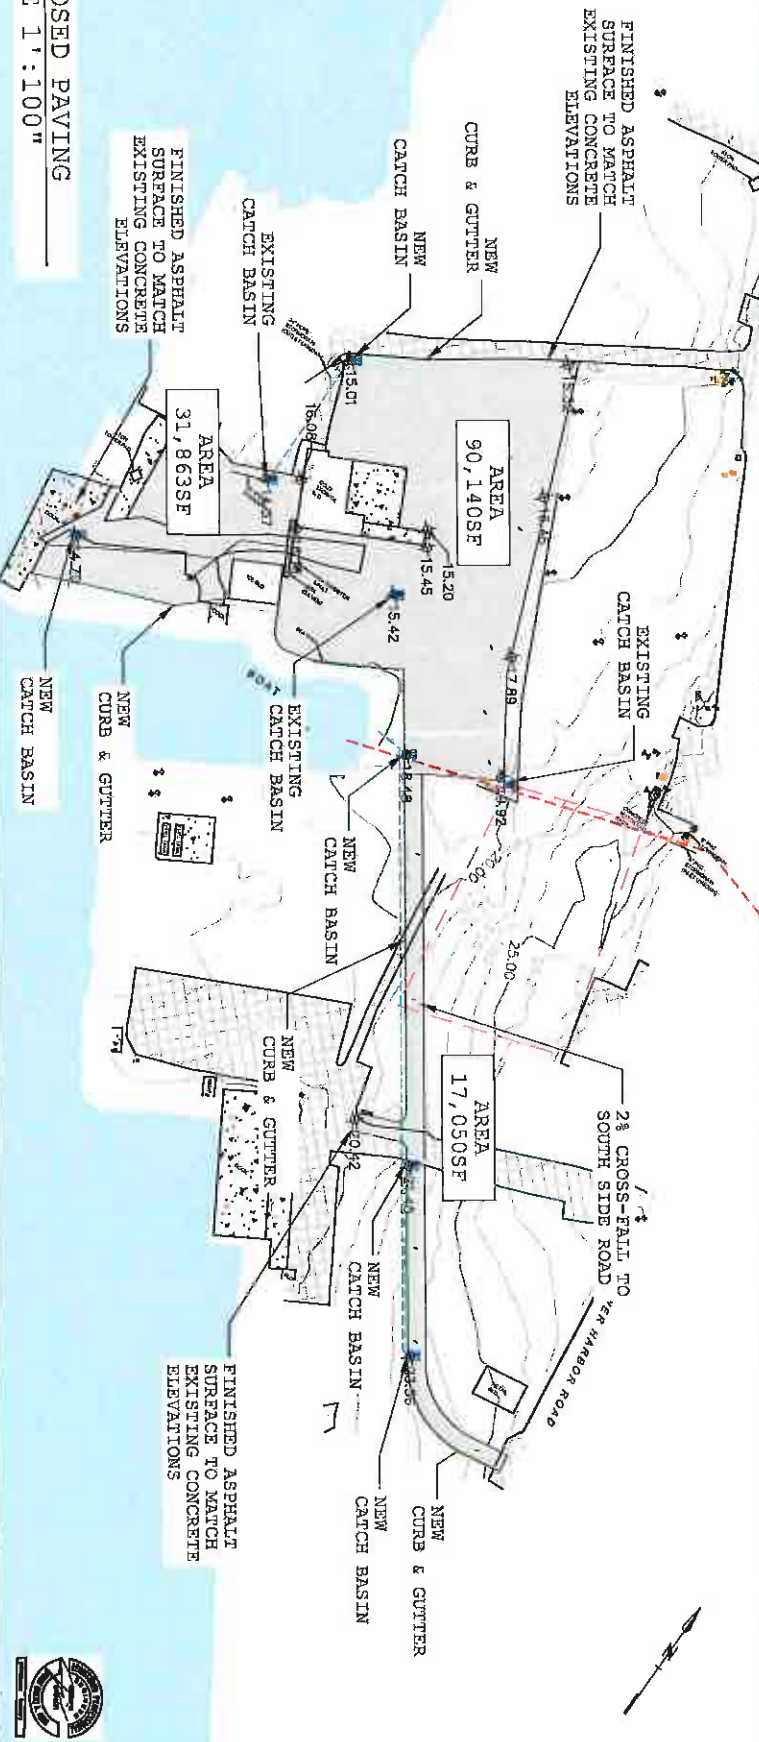 OSED PAVING
E 1":100"
FINISHED ASPHALT
SURFACE TO MATCH
EXISTING CONCRETE
ELEVATIONS
NEW
CURB & GUTTER
NEW
CATCH BASIN
EXISTING
CATCH BASIN
FINISHED ASPHALT
SURFACE TO MATCH
EXISTING CONCRETE
ELEVATIONS
AREA
90,140SF
AREA
31,863SF
15.01
16.08
15.20
15.45
5.42
7.89
EXISTING
CATCH BASIN
EXISTING
CATCH BASIN
BOAT
NEW
CURB & GUTTER
NEW
CATCH BASIN
NEW
CATCH BASIN
20.00
25.00
NEW
CURB & GUTTER
AREA
17,050SF
2% CROSS-FALL TO
SOUTH SIDE ROAD
VER HARBOR ROAD
20.42
NEW
CATCH BASIN
FINISHED ASPHALT
SURFACE TO MATCH
EXISTING CONCRETE
ELEVATIONS
NEW
CATCH BASIN
NEW
CURB & GUTTER
N